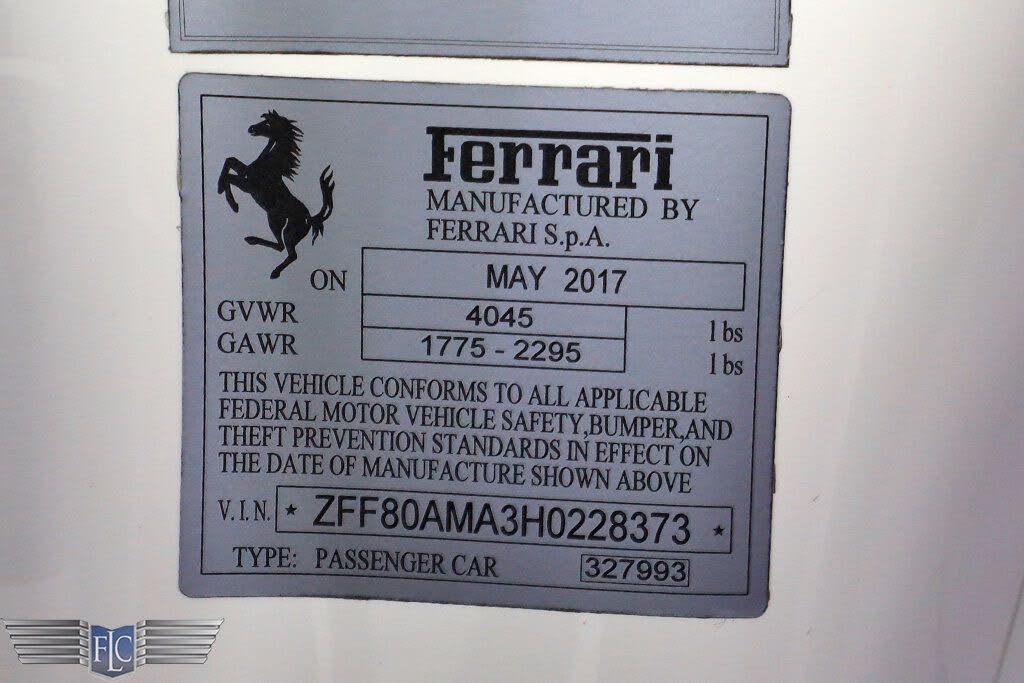 Ferrari
MANUFACTURED BY
FERRARI S.p.A.
ON MAY 2017
GVWR 4045 lbs
GAWR 1775 - 2295 lbs
THIS VEHICLE CONFORMS TO ALL APPLICABLE
FEDERAL MOTOR VEHICLE SAFETY,BUMPER,AND
THEFT PREVENTION STANDARDS IN EFFECT ON
THE DATE OF MANUFACTURE SHOWN ABOVE
V.I.N. * ZFF80AMA3H0228373 *
TYPE: PASSENGER CAR 327993
FLC